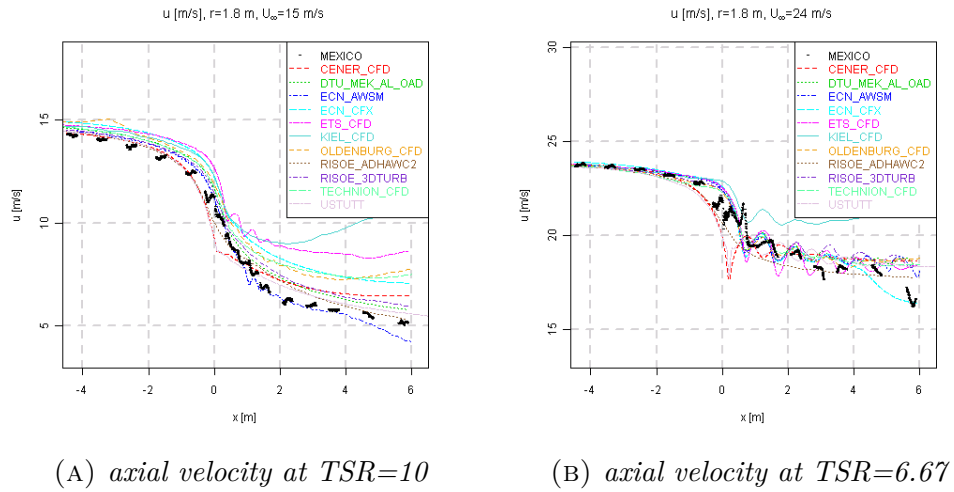 u [m/s], r=1.8 m, U∞=15 m/s
15
10
5
u [m/s]
-4 -2 0 2 4 6
x [m]
MEXICO
CENER_CFD
DTU_MEK_AL_OAD
ECN_AWSM
ECN_CFX
ETS_CFD
KIEL_CFD
OLDENBURG_CFD
RISOE_ADHAWC2
RISOE_3DTURB
TECHNION_CFD
USTUTT
(A) axial velocity at TSR=10
u [m/s], r=1.8 m, U∞=24 m/s
30
25
20
15
u [m/s]
-4 -2 0 2 4 6
x [m]
MEXICO
CENER_CFD
DTU_MEK_AL_OAD
ECN_AWSM
ECN_CFX
ETS_CFD
KIEL_CFD
OLDENBURG_CFD
RISOE_ADHAWC2
RISOE_3DTURB
TECHNION_CFD
USTUTT
(B) axial velocity at TSR=6.67